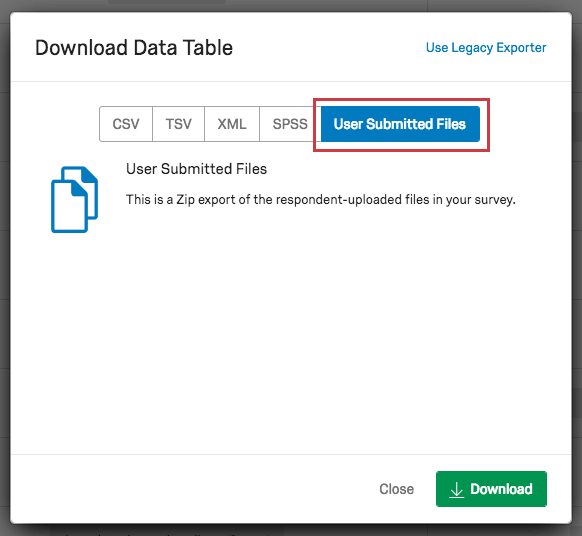 Download Data Table
Use Legacy Exporter
CSV
TSV
XML
SPSS
User Submitted Files
User Submitted Files
This is a Zip export of the respondent-uploaded files in your survey.
Close
Download